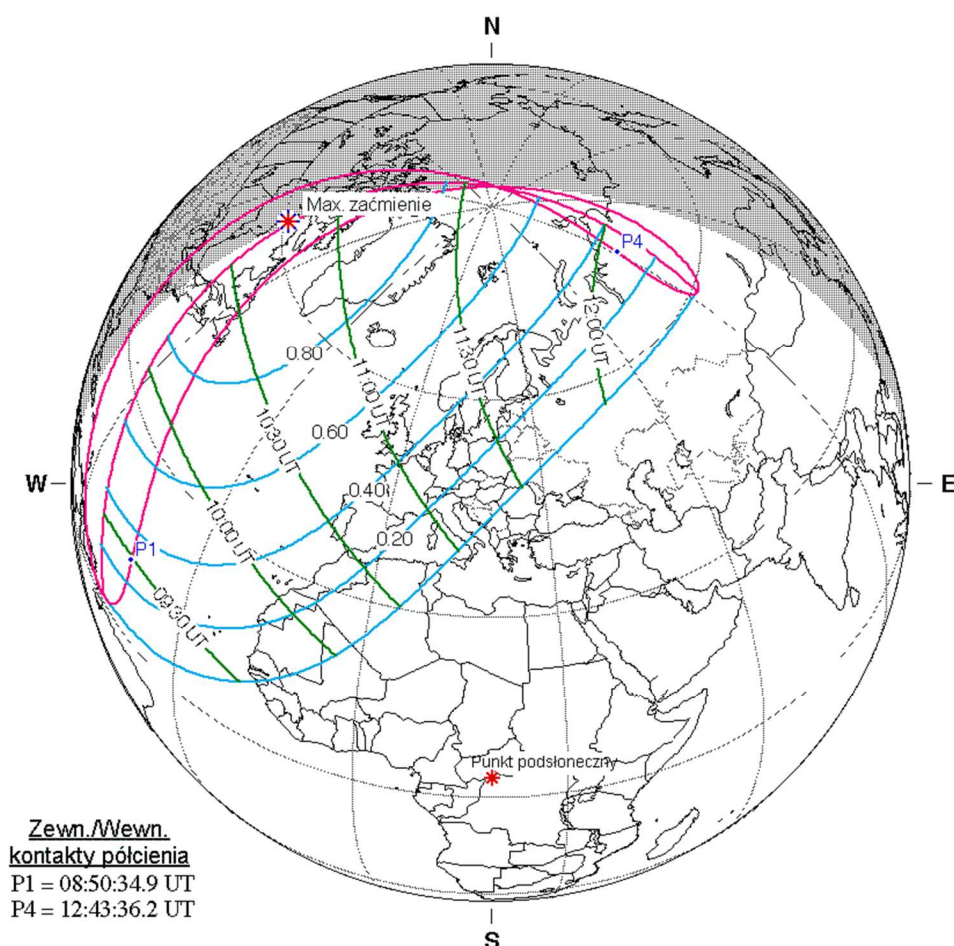 N
Max. zaćmienie
P4
0.80
12:00 UT
11:30 UT
11:00 UT
10:30 UT
0.60
W
E
0.40
10:00 UT
0.20
P1
09:30 UT
Punkt podsłoneczny
Zewn./Wewn.
kontakty półcienia
P1 = 08:50:34.9 UT
P4 = 12:43:36.2 UT
S